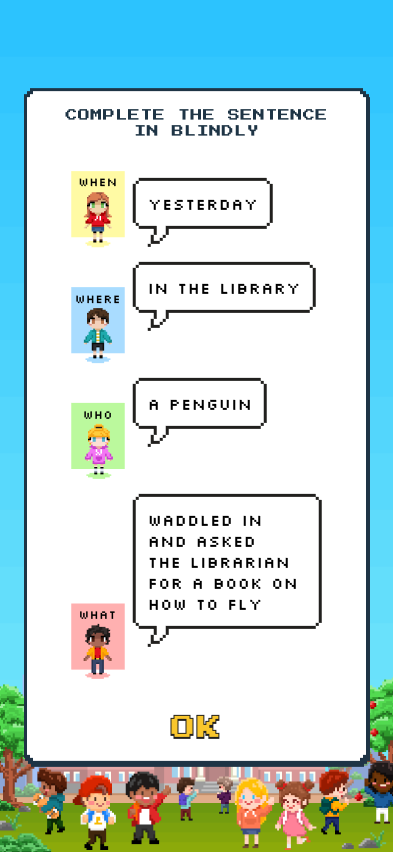 COMPLETE THE SENTENCE
IN BLINDLY
WHEN
YESTERDAY
WHERE
IN THE LIBRARY
WHO
A PENGUIN
WHAT
WADDLED IN
AND ASKED
THE LIBRARIAN
FOR A BOOK ON
HOW TO FLY
OK